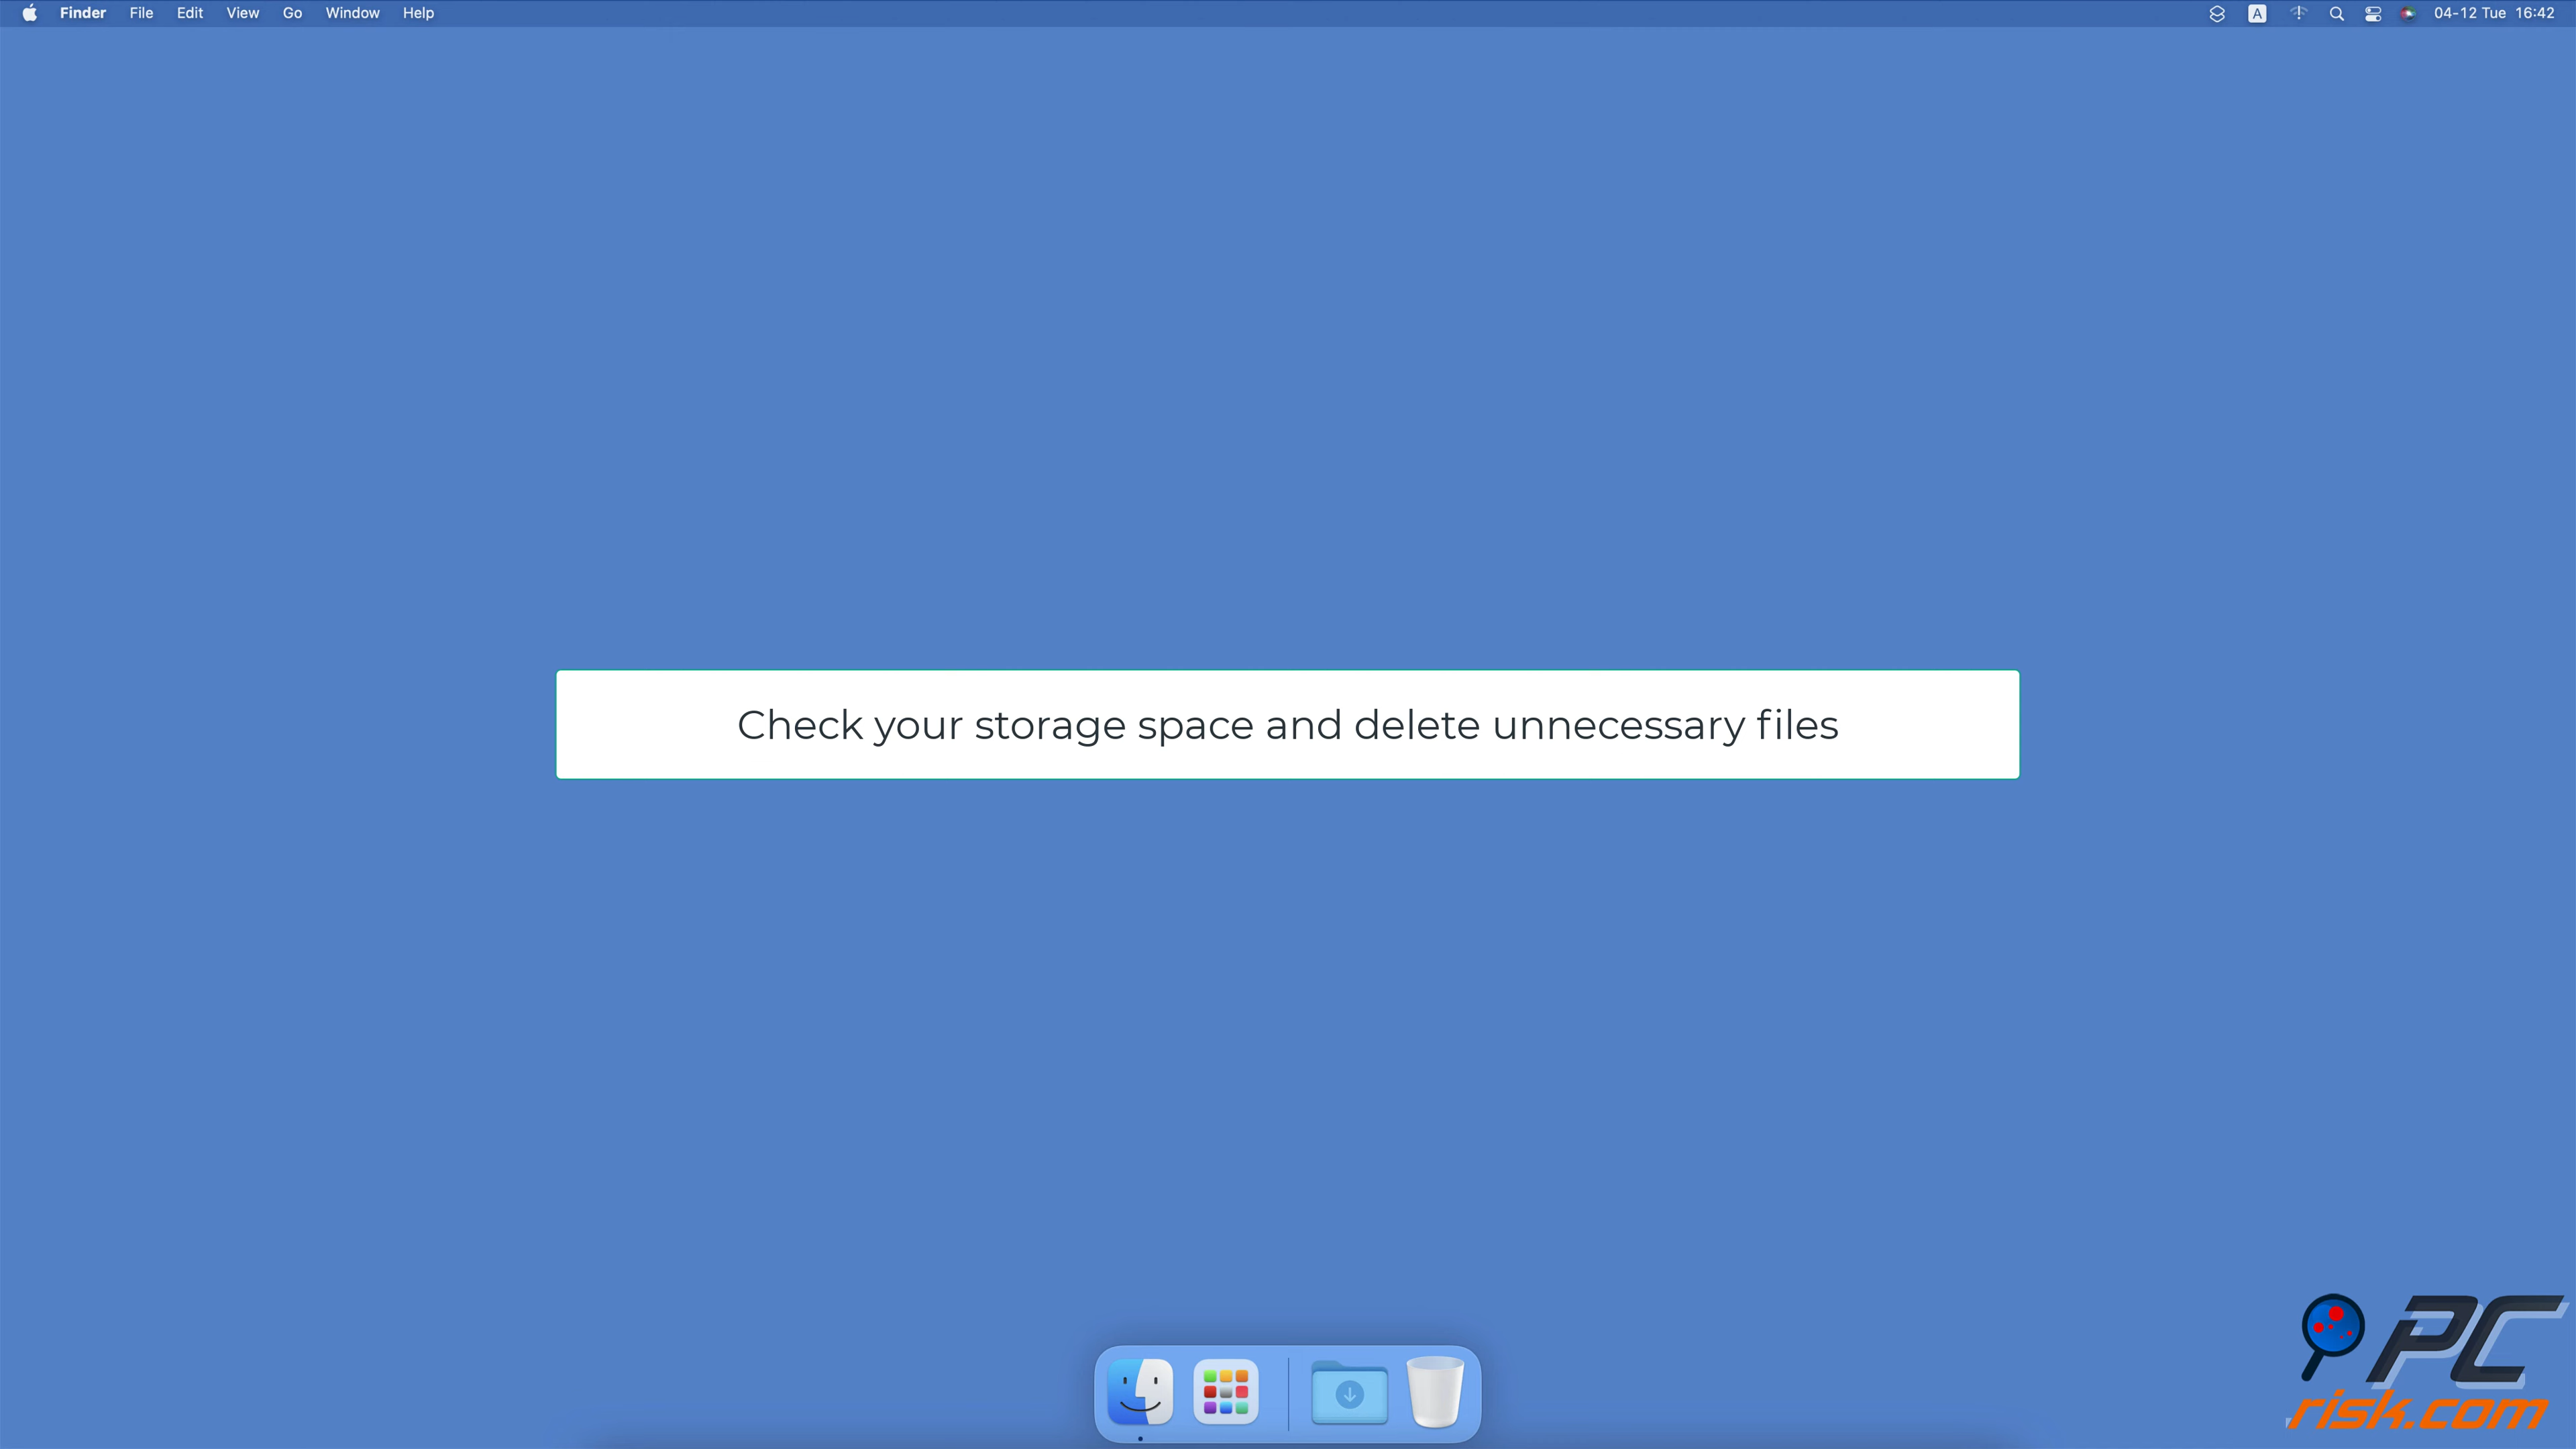 Finder File Edit View Go Window Help A 04-12 Tue 16:42
Check your storage space and delete unnecessary files
PC
risk.com